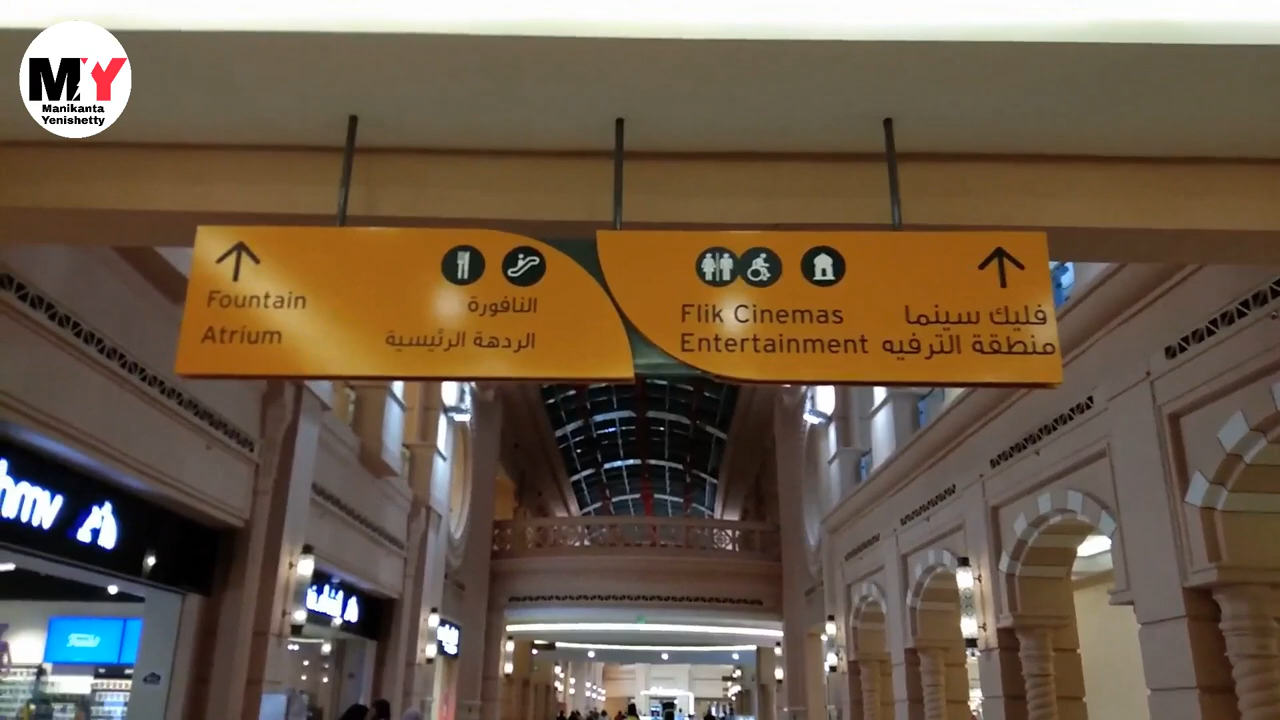 MY
Manikanta
Yenishetty
Fountain
النافورة
Atrium
الردهة الرئيسية
Flik Cinemas
فليك سينما
Entertainment
منطقة الترفيه
hmv